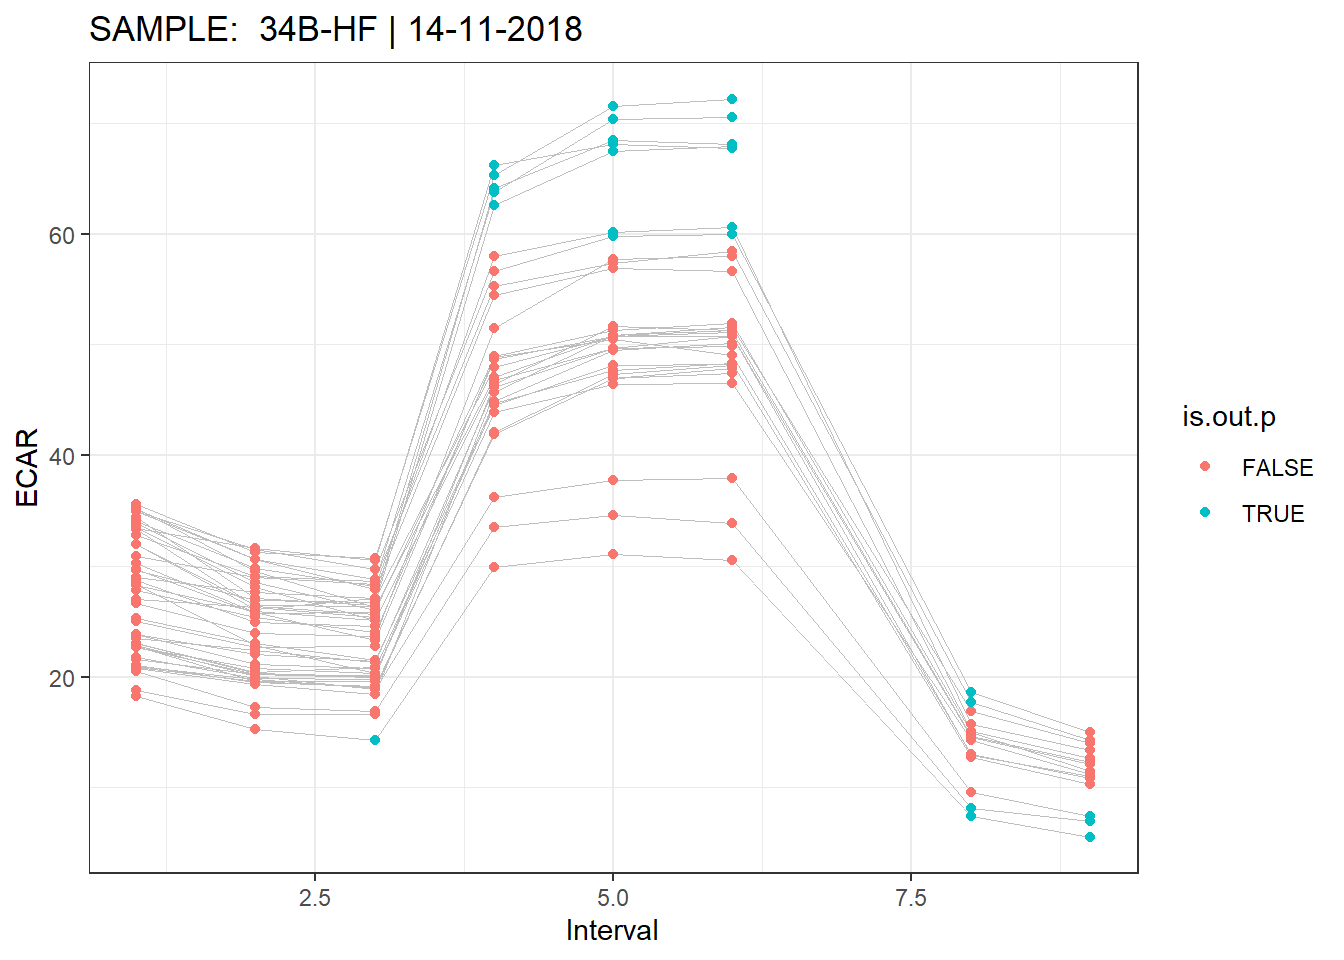 SAMPLE:  34B-HF | 14-11-2018
ECAR
60
40
20
2.5
5.0
7.5
Interval
is.out.p
FALSE
TRUE